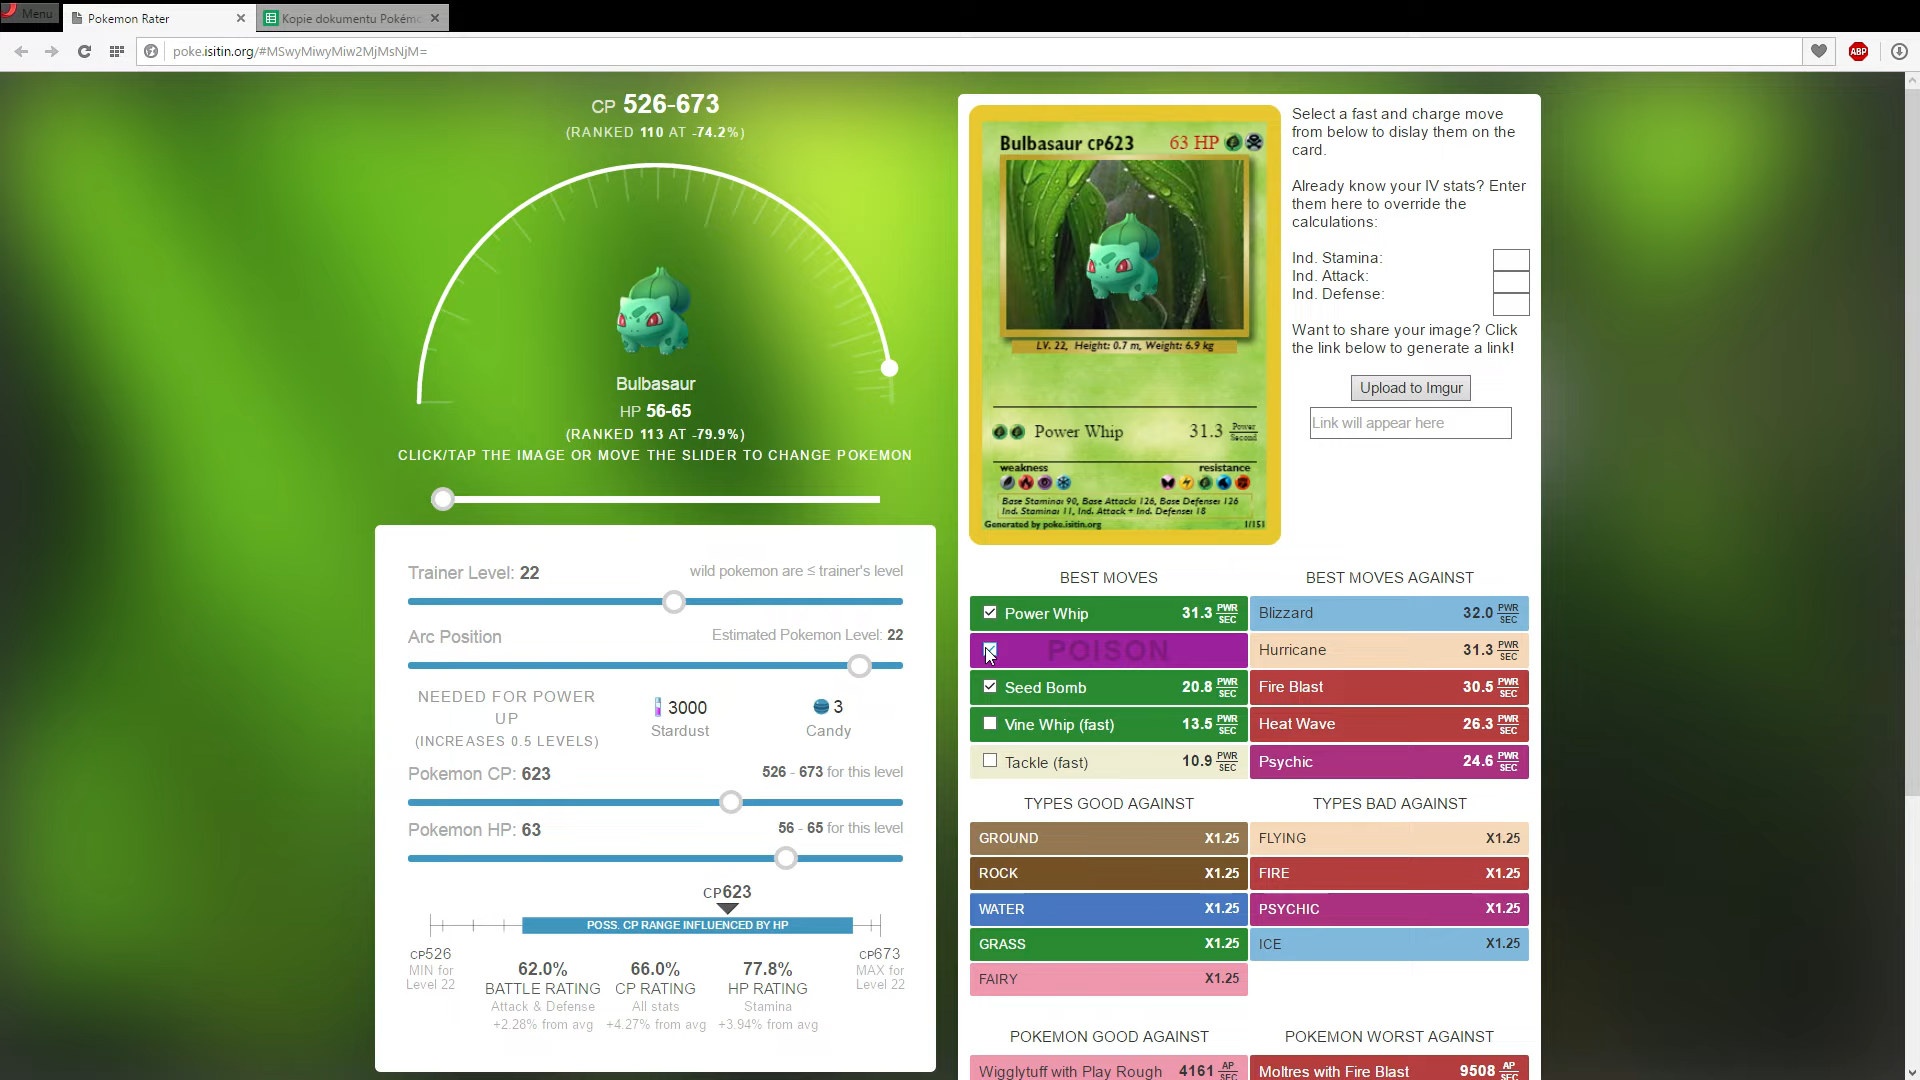 Menu
Pokemon Rater
Kopie dokumentu Pokémo
poke.isitin.org/#MSwyMiwyMiw2MjMsNjM=
ABP
CP 526-673
(RANKED 110 AT -74.2%)
Bulbasaur
HP 56-65
(RANKED 113 AT -79.9%)
CLICK/TAP THE IMAGE OR MOVE THE SLIDER TO CHANGE POKEMON
Trainer Level: 22
wild pokemon are ≤ trainer's level
Arc Position
Estimated Pokemon Level: 22
NEEDED FOR POWER
UP
(INCREASES 0.5 LEVELS)
3000
Stardust
3
Candy
Pokemon CP: 623
526 - 673 for this level
Pokemon HP: 63
56 - 65 for this level
CP623
POSS. CP RANGE INFLUENCED BY HP
CP526
MIN for
Level 22
62.0%
BATTLE RATING
Attack & Defense
+2.28% from avg
66.0%
CP RATING
All stats
+4.27% from avg
77.8%
HP RATING
Stamina
+3.94% from avg
CP673
MAX for
Level 22
Bulbasaur CP623
63 HP
LV. 22, Height: 0.7 m, Weight: 6.9 kg
Power Whip
31.3 Power Second
weakness
resistance
Base Stamina: 90, Base Attack: 126, Base Defense: 126
Ind. Stamina: 11, Ind. Attack + Ind. Defense: 18
Generated by poke.isitin.org
1/151
Select a fast and charge move
from below to dislay them on the
card.
Already know your IV stats? Enter
them here to override the
calculations:
Ind. Stamina:
Ind. Attack:
Ind. Defense:
Want to share your image? Click
the link below to generate a link!
Upload to Imgur
Link will appear here
BEST MOVES
Power Whip 31.3 PWR SEC
POISON
Seed Bomb 20.8 PWR SEC
Vine Whip (fast) 13.5 PWR SEC
Tackle (fast) 10.9 PWR SEC
BEST MOVES AGAINST
Blizzard 32.0 PWR SEC
Hurricane 31.3 PWR SEC
Fire Blast 30.5 PWR SEC
Heat Wave 26.3 PWR SEC
Psychic 24.6 PWR SEC
TYPES GOOD AGAINST
GROUND X1.25
ROCK X1.25
WATER X1.25
GRASS X1.25
FAIRY X1.25
TYPES BAD AGAINST
FLYING X1.25
FIRE X1.25
PSYCHIC X1.25
ICE X1.25
POKEMON GOOD AGAINST
Wigglytuff with Play Rough 4161 AP SEC
POKEMON WORST AGAINST
Moltres with Fire Blast 9508 AP SEC